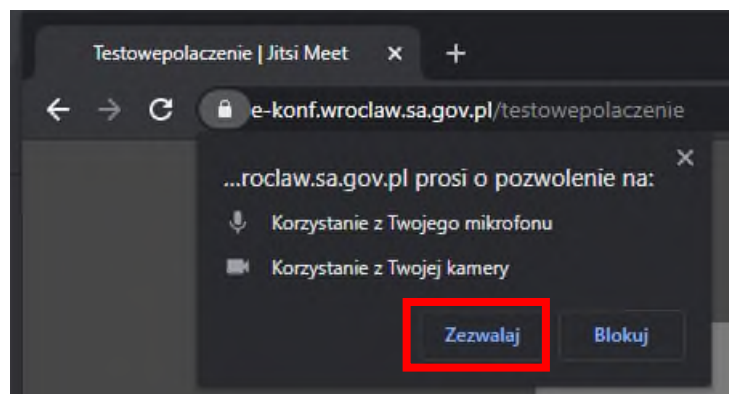 Testowepolaczenie | Jitsi Meet
e-konf.wroclaw.sa.gov.pl/testowepolaczenie
...roclaw.sa.gov.pl prosi o pozwolenie na:
Korzystanie z Twojego mikrofonu
Korzystanie z Twojej kamery
Zezwalaj Blokuj